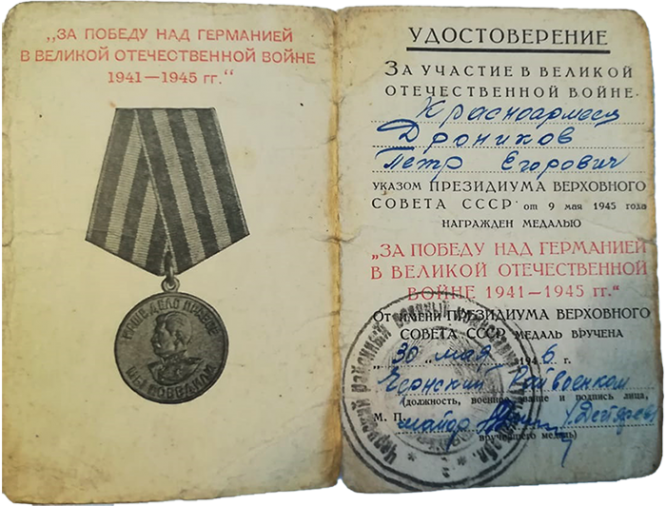 „ЗА ПОБЕДУ НАД ГЕРМАНИЕЙ
В ВЕЛИКОЙ ОТЕЧЕСТВЕННОЙ ВОЙНЕ
1941—1945 гг.“
НАШЕ ДЕЛО ПРАВОЕ
МЫ ПОБЕДИЛИ
УДОСТОВЕРЕНИЕ
ЗА УЧАСТИЕ В ВЕЛИКОЙ
ОТЕЧЕСТВЕННОЙ ВОЙНЕ
Красноармеец
Дроников
Петр Егорович
УКАЗОМ ПРЕЗИДИУМА ВЕРХОВНОГО
СОВЕТА СССР от 9 мая 1945 года
НАГРАЖДЕН МЕДАЛЬЮ
„ЗА ПОБЕДУ НАД ГЕРМАНИЕЙ
В ВЕЛИКОЙ ОТЕЧЕСТВЕННОЙ
ВОЙНЕ 1941—1945 гг.“
ОТ ИМЕНИ ПРЕЗИДИУМА ВЕРХОВНОГО
СОВЕТА СССР МЕДАЛЬ ВРУЧЕНА
„30 мая 1946 г.
Чернский Райвоенком
(должность, военное звание и подпись лица,
М. П. майор
вручившего медаль)